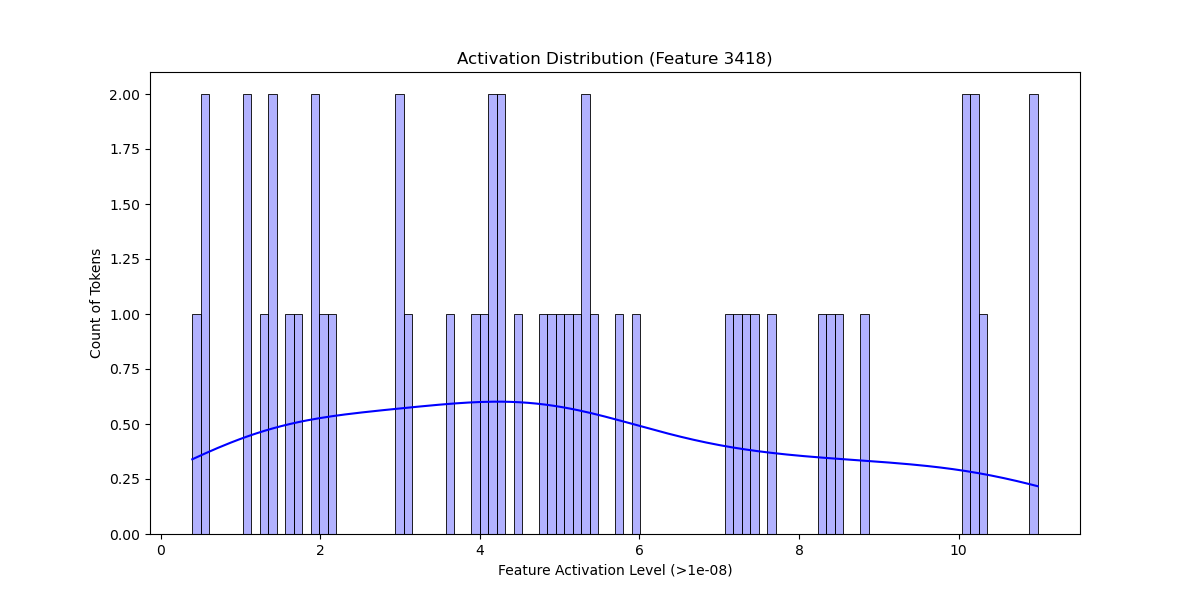 Activation Distribution (Feature 3418)
2.00
1.75
1.50
1.25
1.00
0.75
0.50
0.25
0.00
Count of Tokens
0 2 4 6 8 10
Feature Activation Level (>1e-08)